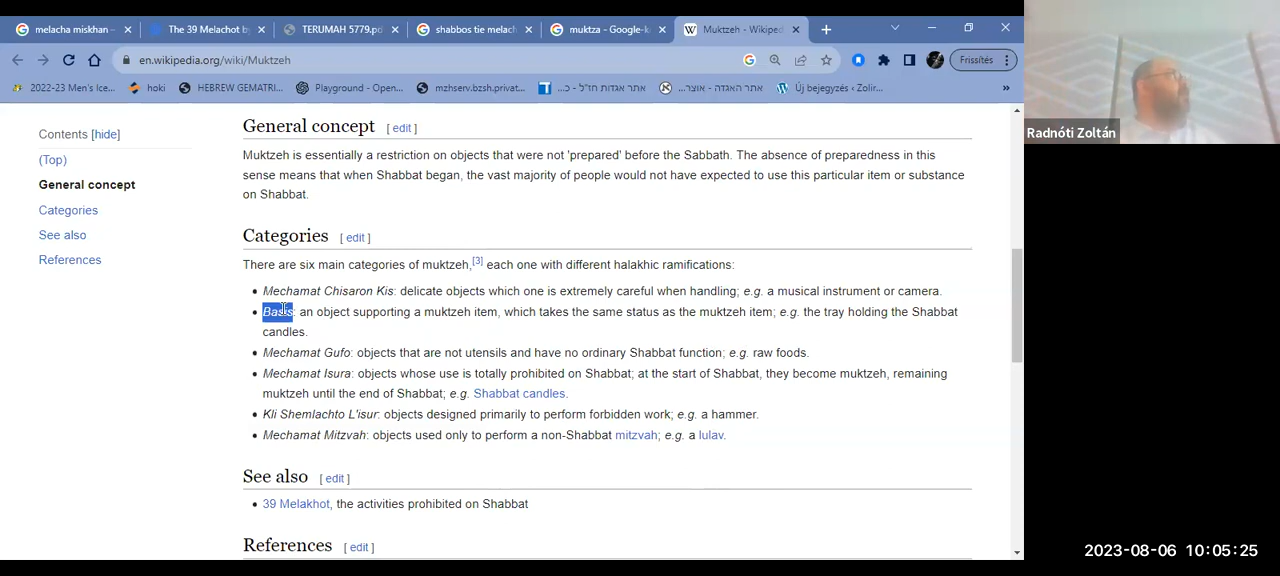 melacha miskhan –
The 39 Melachot by
TERUMAH 5779.pd
shabbos tie melach
muktza - Google-k
Muktzeh - Wikiped
en.wikipedia.org/wiki/Muktzeh
Frissítés
2022-23 Men's Ice...
hoki
HEBREW GEMATRI...
Playground - Open...
mzhserv.bzsh.privat...
אתר אגדות חז"ל - כ...
אתר האגדה - אוצר...
Új bejegyzés ‹ Zolir...
»
Contents [hide]
(Top)
General concept
Categories
See also
References
General concept [ edit ]
Muktzeh is essentially a restriction on objects that were not 'prepared' before the Sabbath. The absence of preparedness in this
sense means that when Shabbat began, the vast majority of people would not have expected to use this particular item or substance
on Shabbat.
Categories [ edit ]
There are six main categories of muktzeh,[3] each one with different halakhic ramifications:
• Mechamat Chisaron Kis: delicate objects which one is extremely careful when handling; e.g. a musical instrument or camera.
• Basis: an object supporting a muktzeh item, which takes the same status as the muktzeh item; e.g. the tray holding the Shabbat
candles.
• Mechamat Gufo: objects that are not utensils and have no ordinary Shabbat function; e.g. raw foods.
• Mechamat Isura: objects whose use is totally prohibited on Shabbat; at the start of Shabbat, they become muktzeh, remaining
muktzeh until the end of Shabbat; e.g. Shabbat candles.
• Kli Shemlachto L'isur: objects designed primarily to perform forbidden work; e.g. a hammer.
• Mechamat Mitzvah: objects used only to perform a non-Shabbat mitzvah; e.g. a lulav.
See also [ edit ]
• 39 Melakhot, the activities prohibited on Shabbat
References [ edit ]
Radnóti Zoltán
2023-08-06 10:05:25